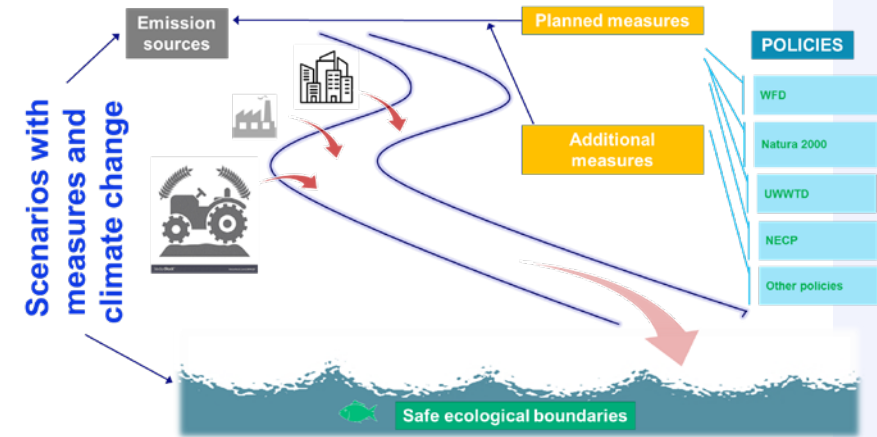 Emission
sources
Planned measures
POLICIES
Scenarios with
measures and
climate change
WFD
Additional
measures
Natura 2000
UWWTD
NECP
Other policies
Safe ecological boundaries